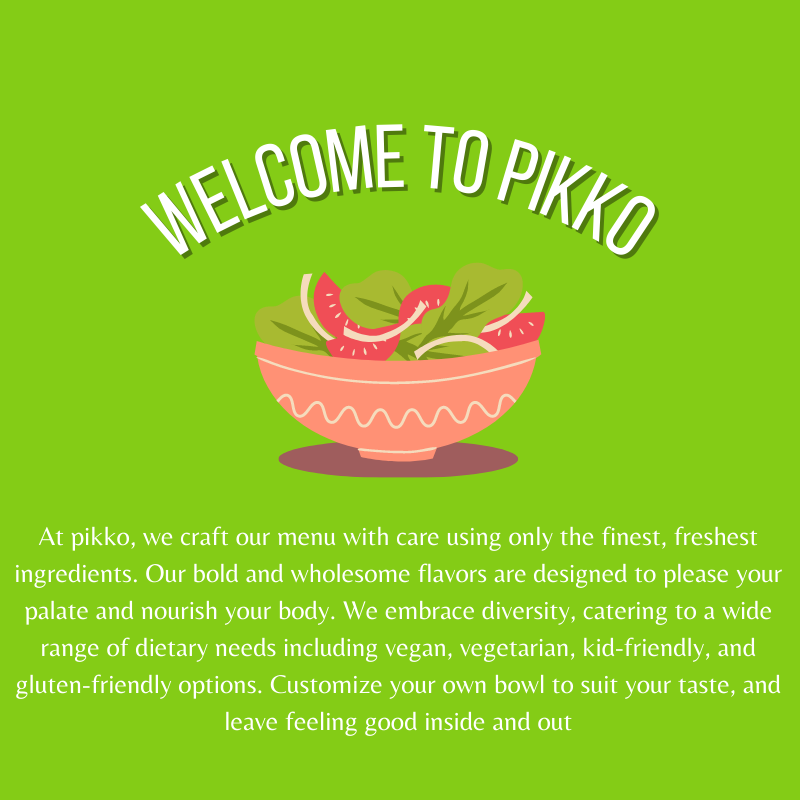 WELCOME TO PIKKO
At pikko, we craft our menu with care using only the finest, freshest
ingredients. Our bold and wholesome flavors are designed to please your
palate and nourish your body. We embrace diversity, catering to a wide
range of dietary needs including vegan, vegetarian, kid-friendly, and
gluten-friendly options. Customize your own bowl to suit your taste, and
leave feeling good inside and out